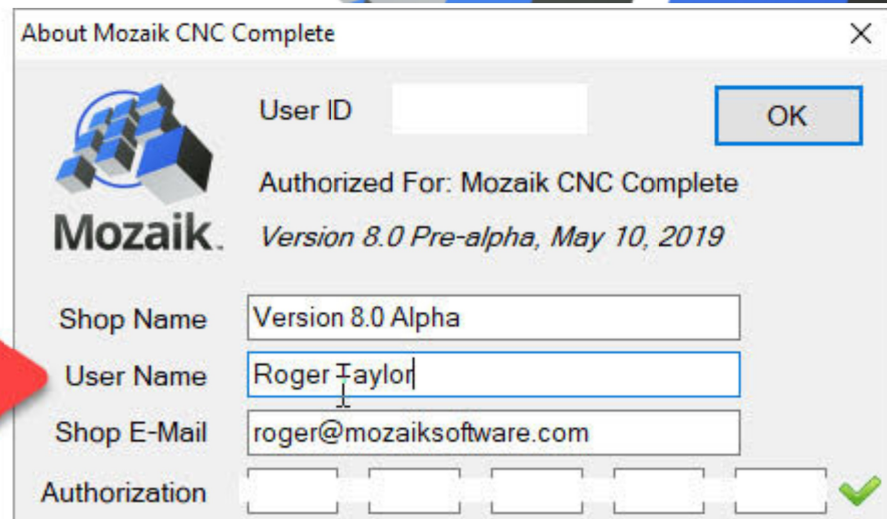 About Mozaik CNC Complete
User ID
OK
Authorized For: Mozaik CNC Complete
Mozaik™
Version 8.0 Pre-alpha, May 10, 2019
Shop Name Version 8.0 Alpha
User Name Roger Taylor
Shop E-Mail roger@mozaiksoftware.com
Authorization